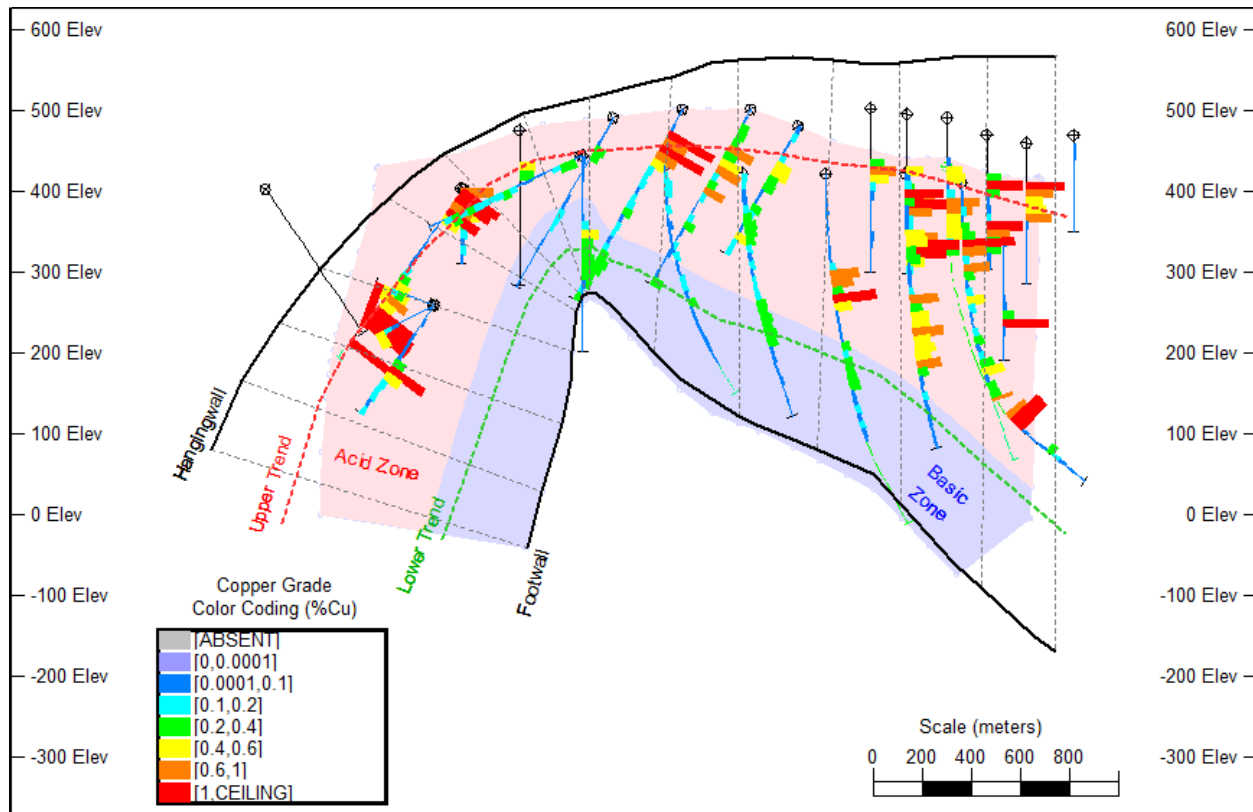 600 Elev
500 Elev
400 Elev
300 Elev
200 Elev
100 Elev
0 Elev
-100 Elev
-200 Elev
-300 Elev
600 Elev
500 Elev
400 Elev
300 Elev
200 Elev
100 Elev
0 Elev
-100 Elev
-200 Elev
-300 Elev
Hangingwall
Upper Trend
Acid Zone
Lower Trend
Footwall
Basic
Zone
Copper Grade
Color Coding (%Cu)
[ABSENT]
[0,0.0001]
[0.0001,0.1]
[0.1,0.2]
[0.2,0.4]
[0.4,0.6]
[0.6,1]
[1,CEILING]
Scale (meters)
0 200 400 600 800